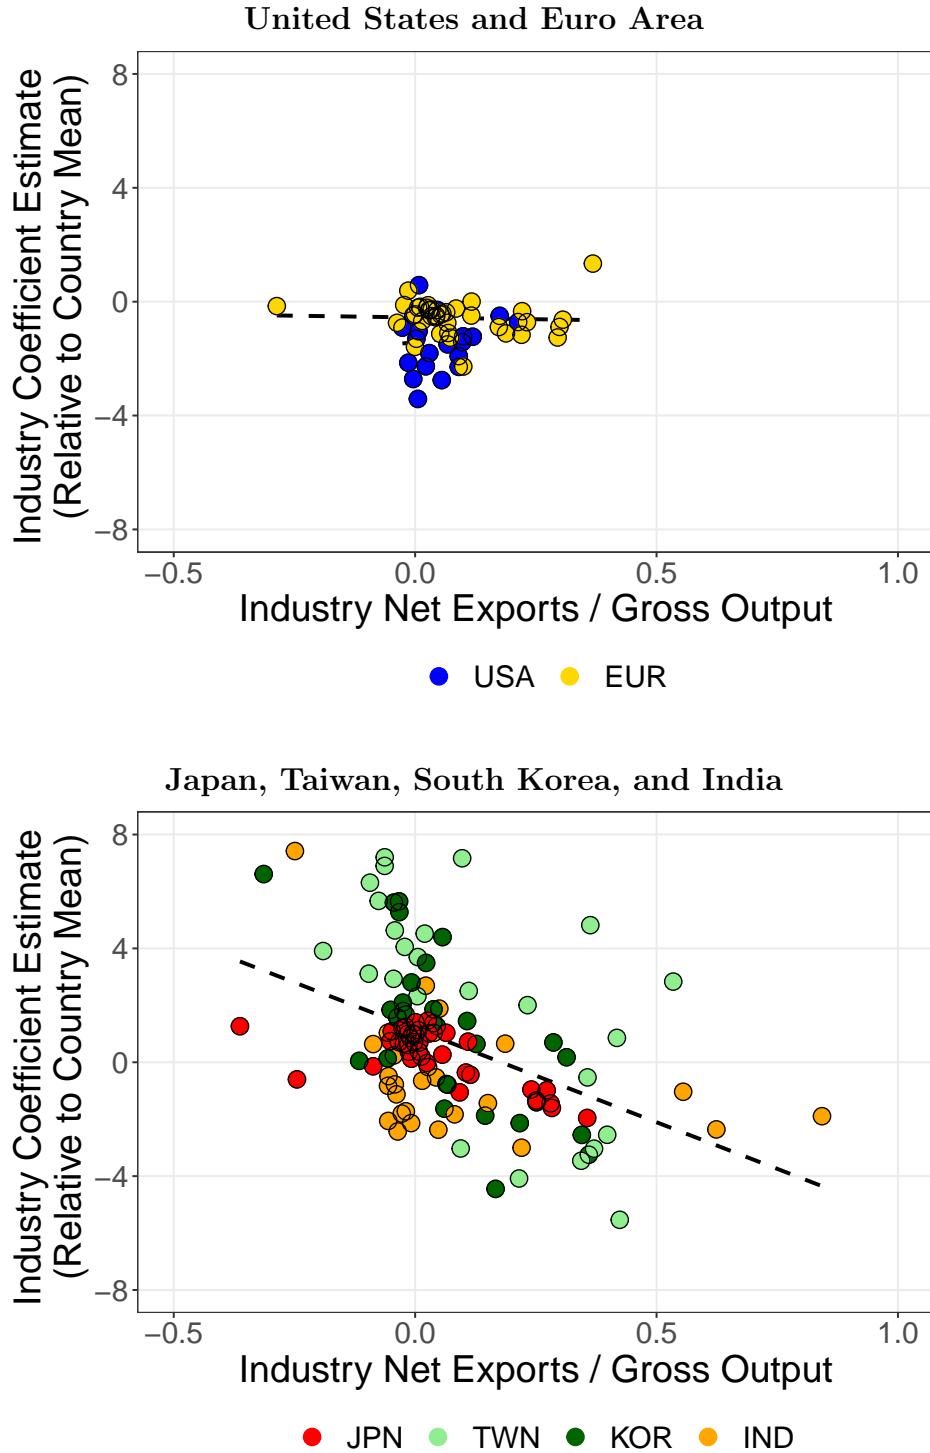 United States and Euro Area
Industry Coefficient Estimate
(Relative to Country Mean)
8
4
0
−4
−8
−0.5 0.0 0.5 1.0
Industry Net Exports / Gross Output
USA EUR
Japan, Taiwan, South Korea, and India
Industry Coefficient Estimate
(Relative to Country Mean)
8
4
0
−4
−8
−0.5 0.0 0.5 1.0
Industry Net Exports / Gross Output
JPN TWN KOR IND